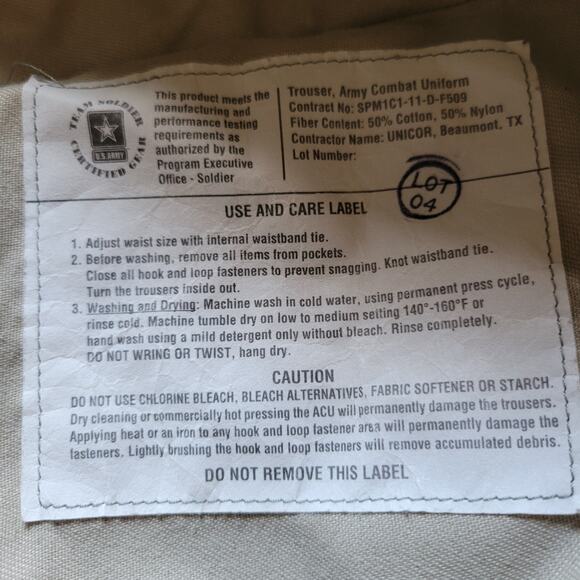 TEAM SOLDIER
U.S. ARMY
CERTIFIED GEAR
This product meets the
manufacturing and
performance testing
requirements as
authorized by the
Program Executive
Office - Soldier
Trouser, Army Combat Uniform
Contract No: SPM1C1-11-D-F509
Fiber Content: 50% Cotton, 50% Nylon
Contractor Name: UNICOR, Beaumont, TX
Lot Number:
LOT
04
USE AND CARE LABEL
1. Adjust waist size with internal waistband tie.
2. Before washing, remove all items from pockets.
Close all hook and loop fasteners to prevent snagging. Knot waistband tie.
Turn the trousers inside out.
3. Washing and Drying: Machine wash in cold water, using permanent press cycle,
rinse cold. Machine tumble dry on low to medium setting 140°-160°F or
hand wash using a mild detergent only without bleach. Rinse completely.
DO NOT WRING OR TWIST, hang dry.
CAUTION
DO NOT USE CHLORINE BLEACH, BLEACH ALTERNATIVES, FABRIC SOFTENER OR STARCH.
Dry cleaning or commercially hot pressing the ACU will permanently damage the trousers.
Applying heat or an iron to any hook and loop fastener area will permanently damage the
fasteners. Lightly brushing the hook and loop fasteners will remove accumulated debris.
DO NOT REMOVE THIS LABEL